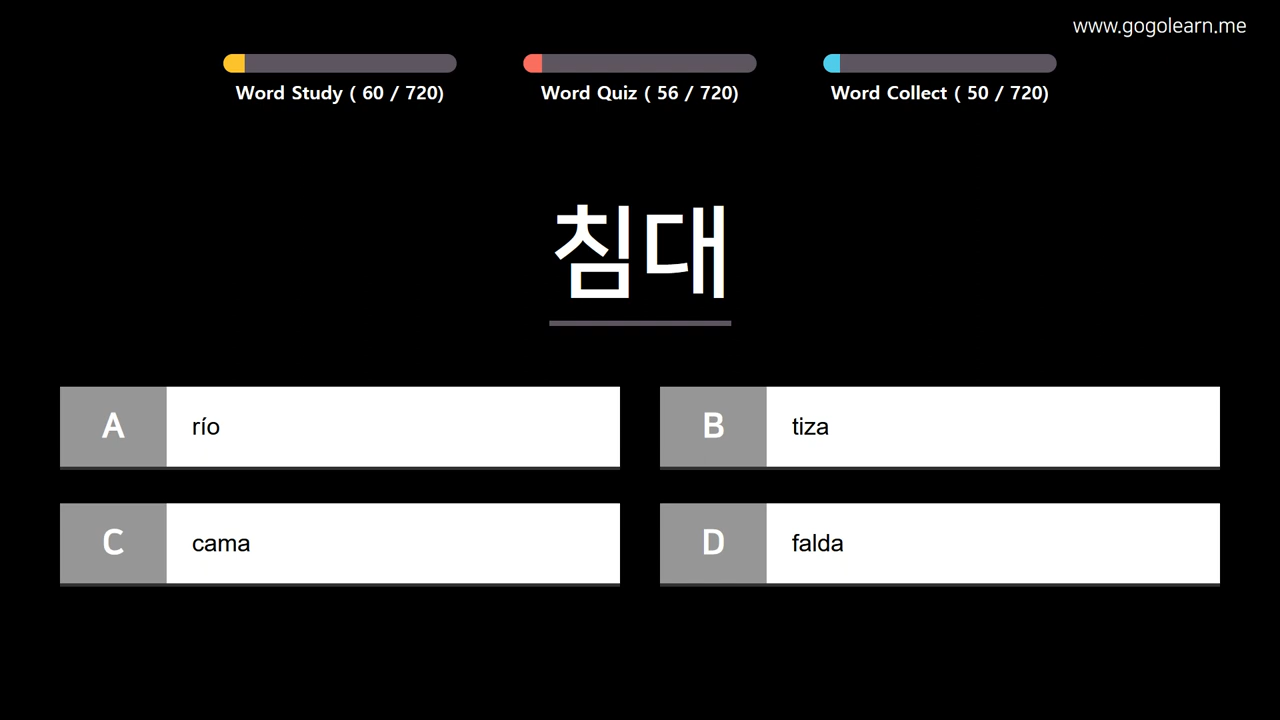 www.gogolearn.me
Word Study ( 60 / 720)
Word Quiz ( 56 / 720)
Word Collect ( 50 / 720)
침대
A río
B tiza
C cama
D falda